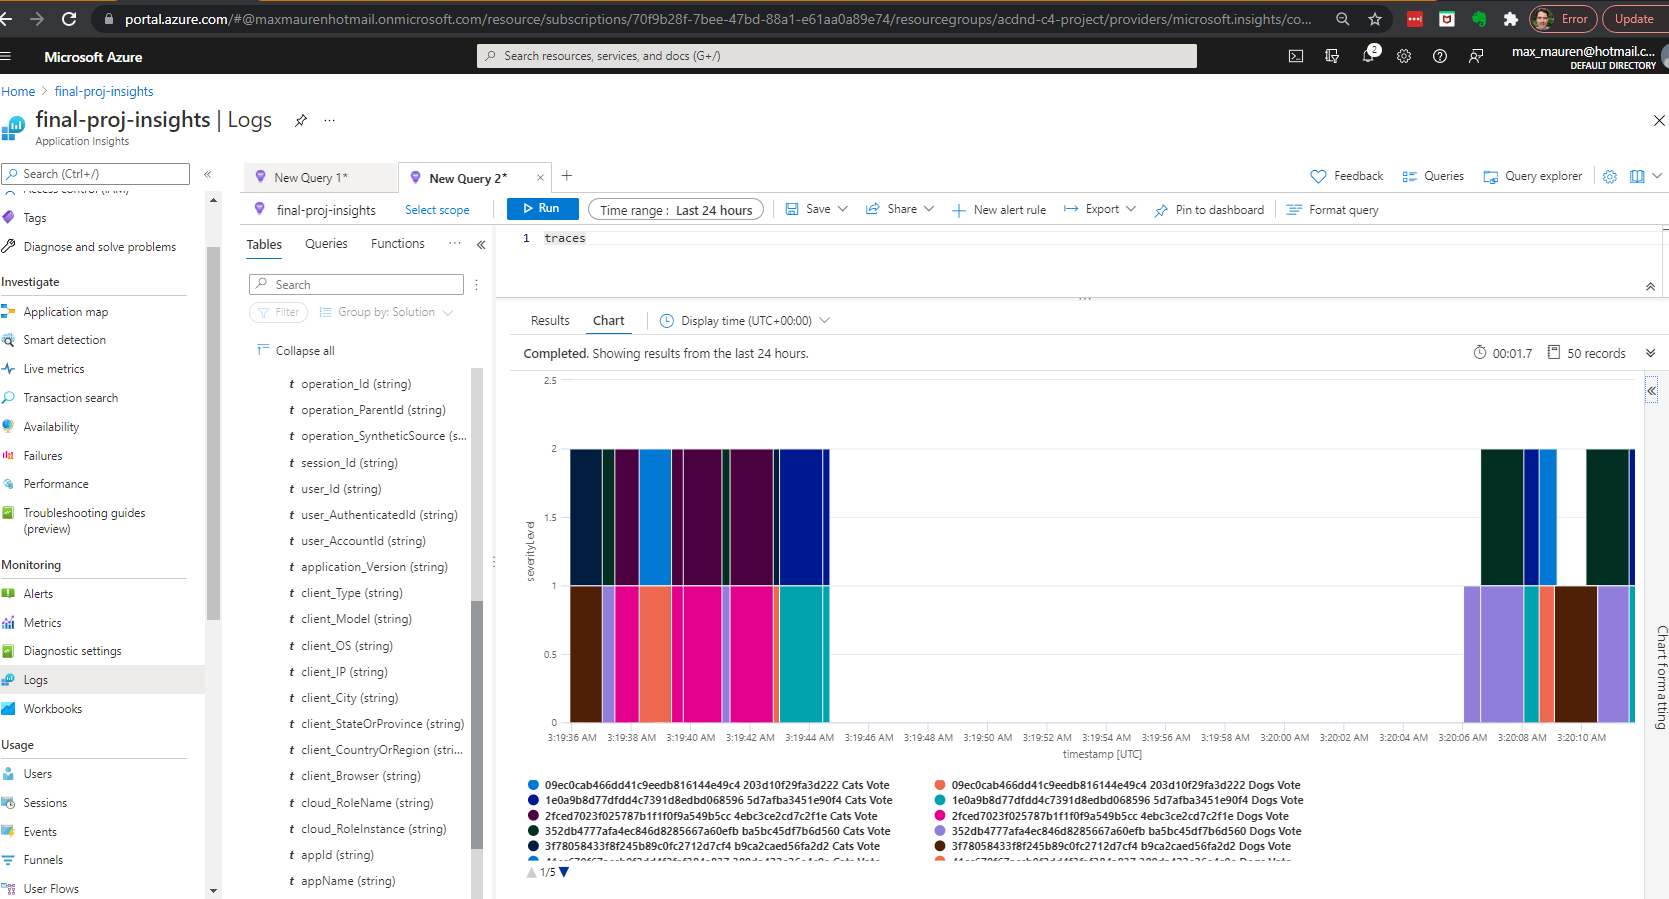 portal.azure.com/#@maxmaurenhotmail.onmicrosoft.com/resource/subscriptions/70f9b28f-7bee-47bd-88a1-e61aa0a89e74/resourcegroups/acdnd-c4-project/providers/microsoft.insights/co...
Error
Update
Microsoft Azure
Search resources, services, and docs (G+/)
2
max_mauren@hotmail.c...
DEFAULT DIRECTORY
Home > final-proj-insights
final-proj-insights | Logs
Application Insights
Search (Ctrl+/)
Access control (IAM)
Tags
Diagnose and solve problems
Investigate
Application map
Smart detection
Live metrics
Transaction search
Availability
Failures
Performance
Troubleshooting guides
(preview)
Monitoring
Alerts
Metrics
Diagnostic settings
Logs
Workbooks
Usage
Users
Sessions
Events
Funnels
User Flows
New Query 1*
New Query 2*
Feedback
Queries
Query explorer
final-proj-insights
Select scope
Run
Time range : Last 24 hours
Save
Share
New alert rule
Export
Pin to dashboard
Format query
Tables
Queries
Functions
Search
Filter
Group by: Solution
Collapse all
t operation_Id (string)
t operation_ParentId (string)
t operation_SyntheticSource (s...
t session_Id (string)
t user_Id (string)
t user_AuthenticatedId (string)
t user_AccountId (string)
t application_Version (string)
t client_Type (string)
t client_Model (string)
t client_OS (string)
t client_IP (string)
t client_City (string)
t client_StateOrProvince (string)
t client_CountryOrRegion (stri...
t client_Browser (string)
t cloud_RoleName (string)
t cloud_RoleInstance (string)
t appId (string)
t appName (string)
1 traces
Results
Chart
Display time (UTC+00:00)
Completed. Showing results from the last 24 hours.
00:01.7
50 records
2.5
2
1.5
1
0.5
0
severityLevel
3:19:36 AM 3:19:38 AM 3:19:40 AM 3:19:42 AM 3:19:44 AM 3:19:46 AM 3:19:48 AM 3:19:50 AM 3:19:52 AM 3:19:54 AM 3:19:56 AM 3:19:58 AM 3:20:00 AM 3:20:02 AM 3:20:04 AM 3:20:06 AM 3:20:08 AM 3:20:10 AM
timestamp [UTC]
09ec0cab466dd41c9eedb816144e49c4 203d10f29fa3d222 Cats Vote
1e0a9b8d77dfdd4c7391d8edbd068596 5d7afba3451e90f4 Cats Vote
2fced7023f025787b1f1f0f9a549b5cc 4ebc3ce2cd7c2f1e Cats Vote
352db4777afa4ec846d8285667a60efb ba5bc45df7b6d560 Cats Vote
3f78058433f8f245b89c0fc2712d7cf4 b9ca2caed56fa2d2 Cats Vote
09ec0cab466dd41c9eedb816144e49c4 203d10f29fa3d222 Dogs Vote
1e0a9b8d77dfdd4c7391d8edbd068596 5d7afba3451e90f4 Dogs Vote
2fced7023f025787b1f1f0f9a549b5cc 4ebc3ce2cd7c2f1e Dogs Vote
352db4777afa4ec846d8285667a60efb ba5bc45df7b6d560 Dogs Vote
3f78058433f8f245b89c0fc2712d7cf4 b9ca2caed56fa2d2 Dogs Vote
1/5
Chart formatting